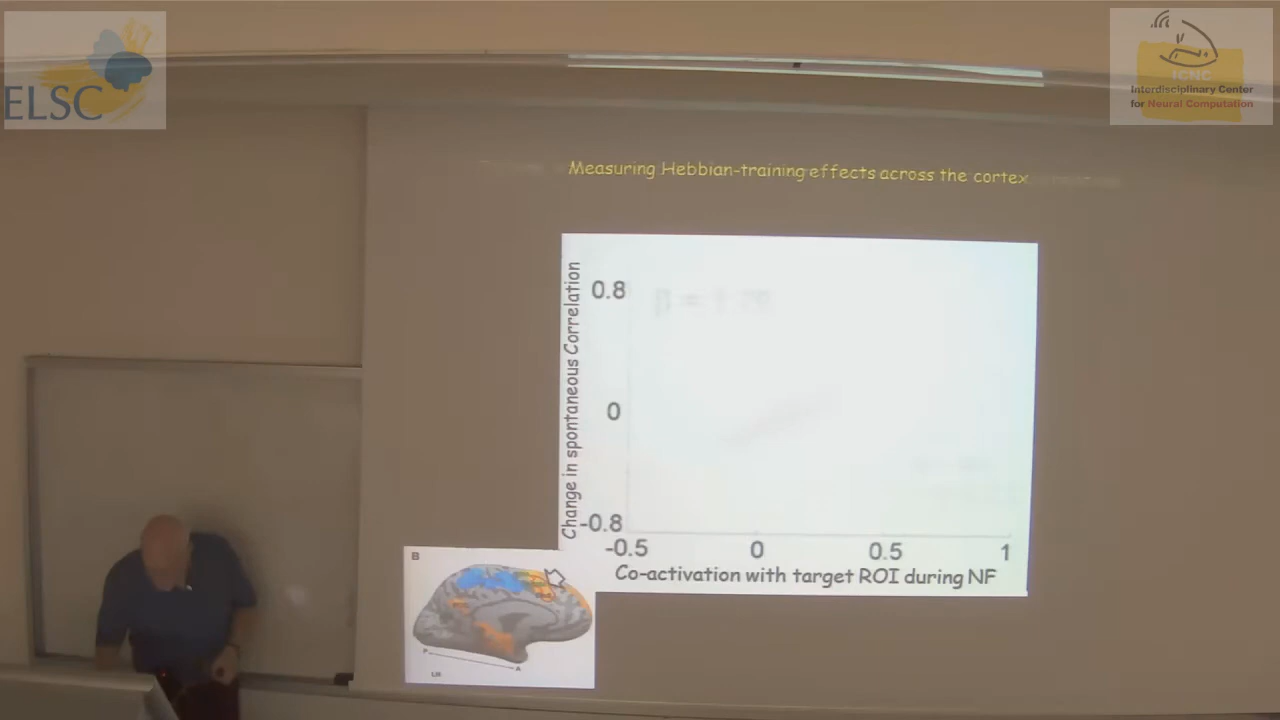 ELSC
ICNC
Interdisciplinary Center
for Neural Computation
Measuring Hebbian-training effects across the cortex
Change in spontaneous Correlation
0.8
0
-0.8
-0.5 0 0.5 1
Co-activation with target ROI during NF
B
P
A